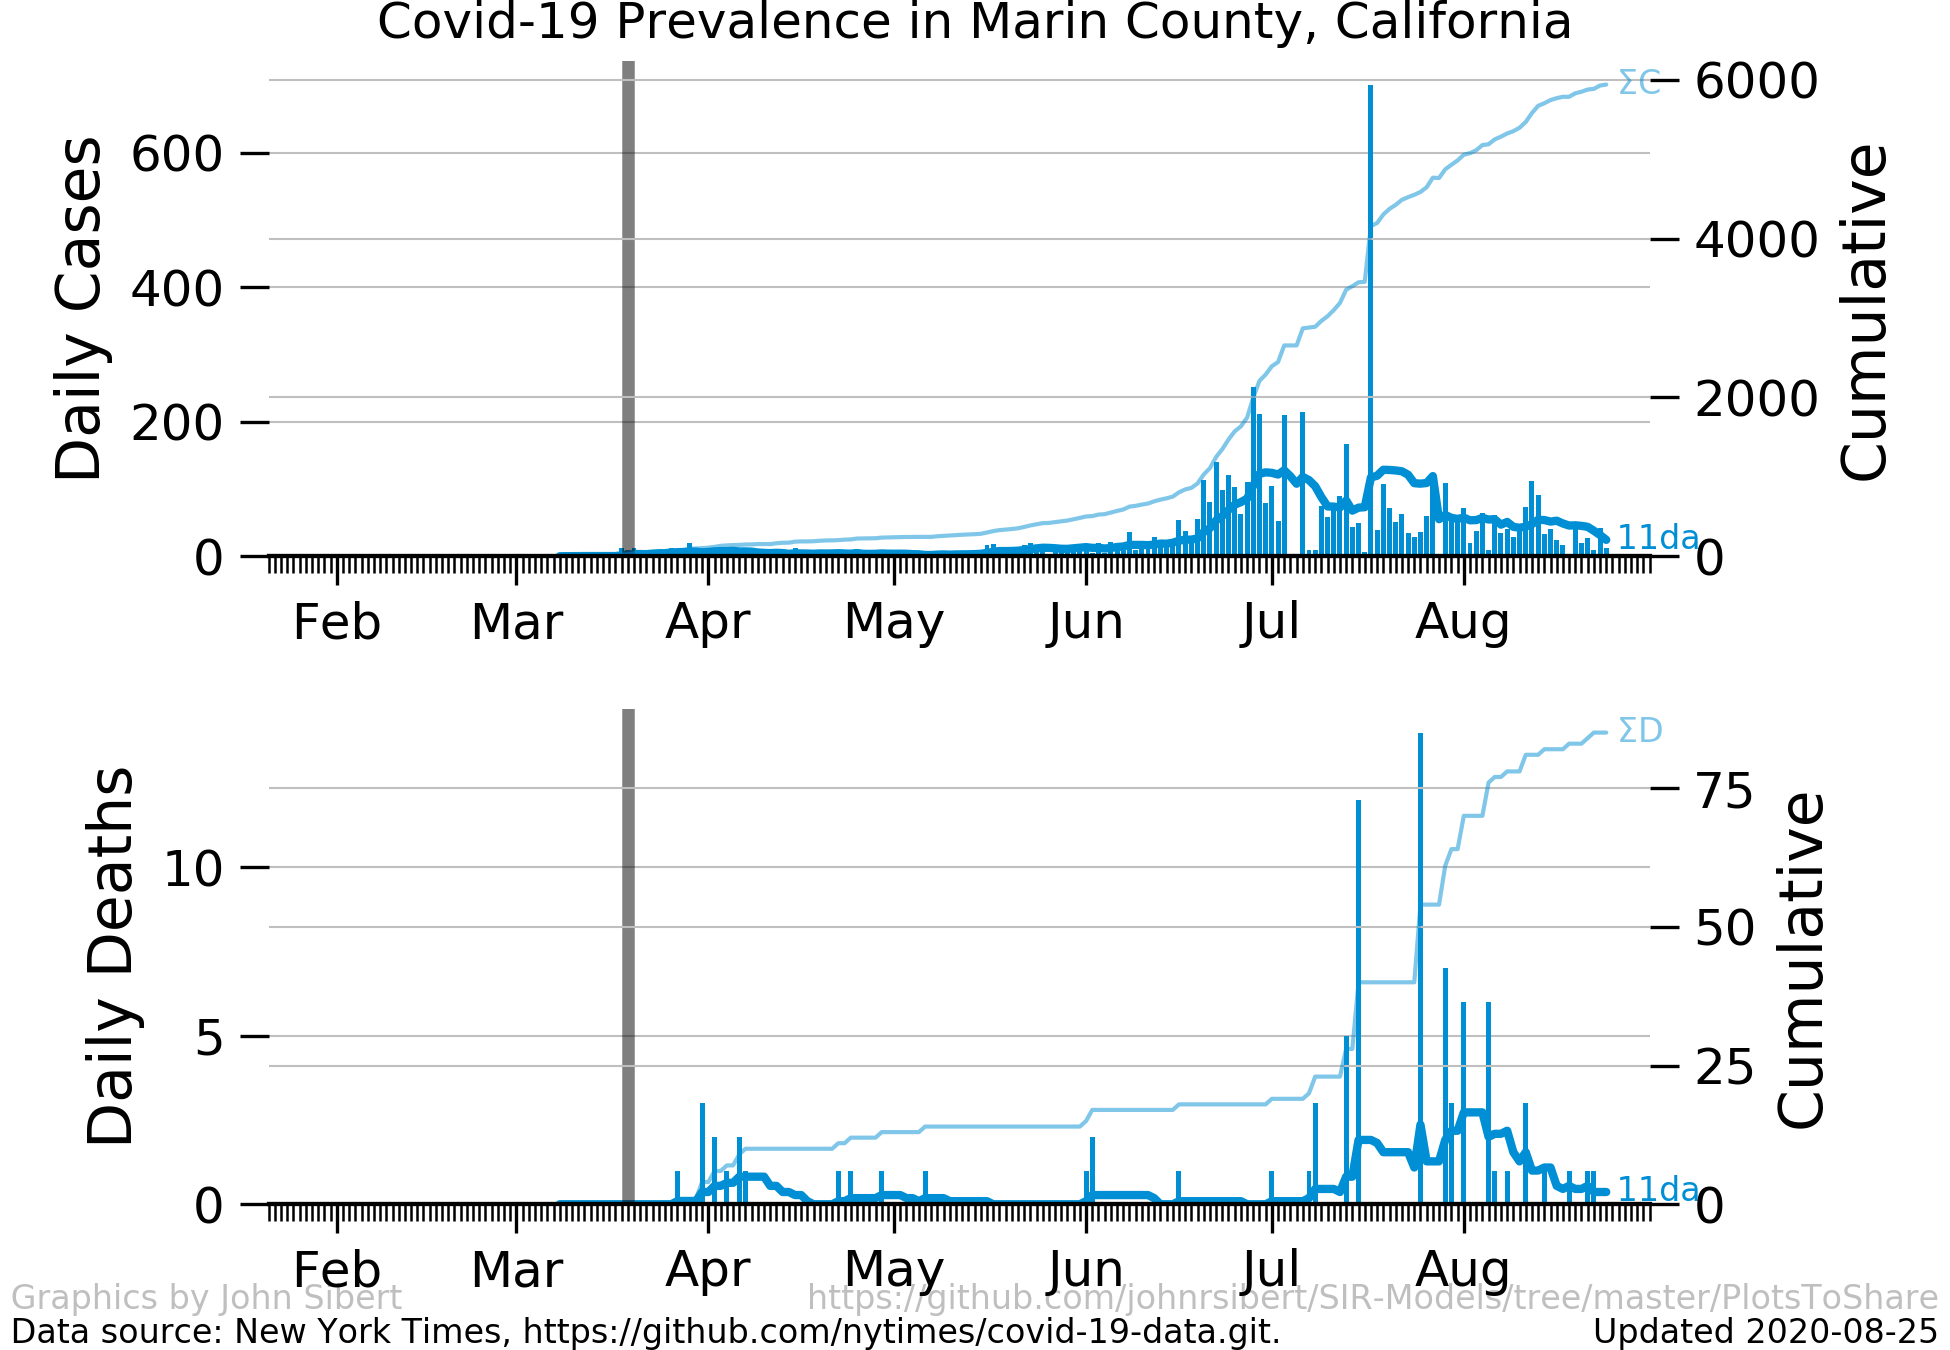 Covid-19 Prevalence in Marin County, California
Daily Cases
600
400
200
0
6000
4000
2000
0
Cumulative
ΣC
11da
Feb Mar Apr May Jun Jul Aug
Daily Deaths
10
5
0
75
50
25
0
Cumulative
ΣD
11da
Feb Mar Apr May Jun Jul Aug
Graphics by John Sibert https://github.com/johnrsibert/SIR-Models/tree/master/PlotsToShare
Data source: New York Times, https://github.com/nytimes/covid-19-data.git. Updated 2020-08-25